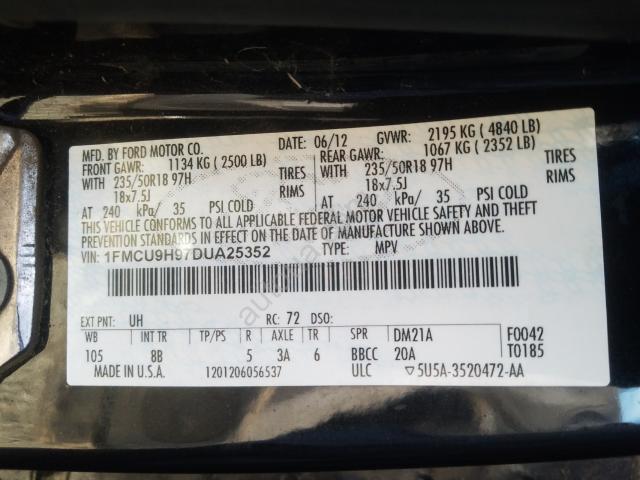 MFD. BY FORD MOTOR CO.
DATE: 06/12 GVWR: 2195 KG ( 4840 LB)
FRONT GAWR: 1134 KG ( 2500 LB)
REAR GAWR: 1067 KG ( 2352 LB)
WITH 235/50R18 97H TIRES
WITH 235/50R18 97H TIRES
18x7.5J RIMS
18x7.5J RIMS
AT 240 kPa/ 35 PSI COLD
AT 240 kPa/ 35 PSI COLD
THIS VEHICLE CONFORMS TO ALL APPLICABLE FEDERAL MOTOR VEHICLE SAFETY AND THEFT
PREVENTION STANDARDS IN EFFECT ON THE DATE OF MANUFACTURE SHOWN ABOVE.
VIN: 1FMCU9H97DUA25352 TYPE: MPV
EXT PNT: UH RC: 72 DSO:
WB INT TR TP/PS R AXLE TR SPR DM21A F0042
105 8B 5 3A 6 BBCC 20A T0185
MADE IN U.S.A. 1201206056537 ULC ▽5U5A-3520472-AA